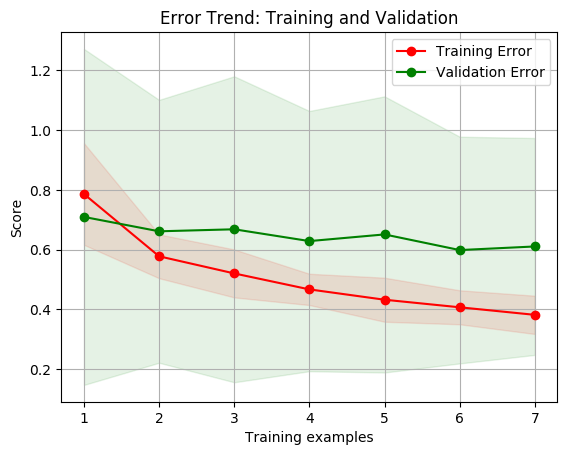 Error Trend: Training and Validation
Training Error
Validation Error
Score
1.2
1.0
0.8
0.6
0.4
0.2
1 2 3 4 5 6 7
Training examples